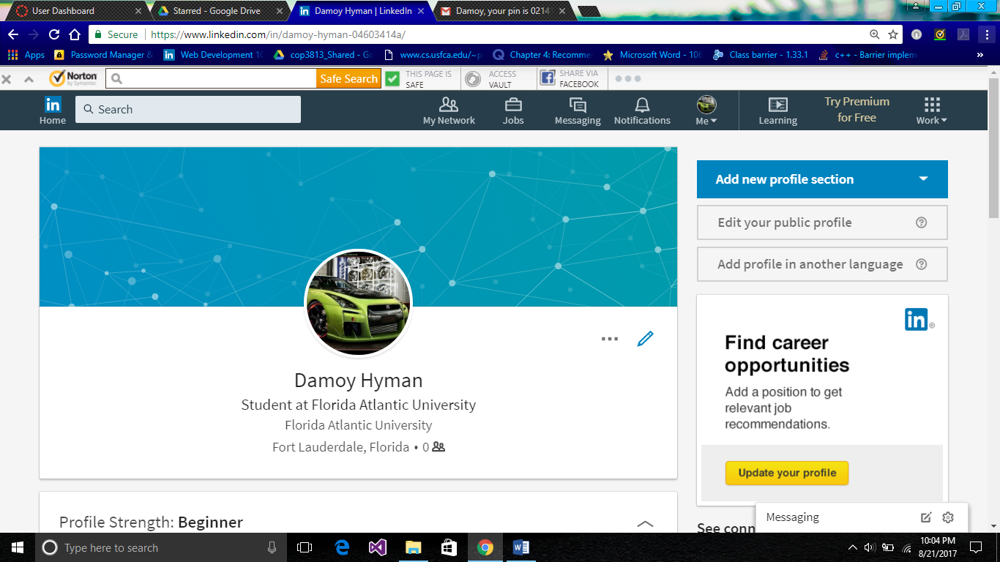 User Dashboard
Starred - Google Drive
Damoy Hyman | LinkedIn
Damoy, your pin is 0214
Secure
https://www.linkedin.com/in/damoy-hyman-04603414a/
Apps
Password Manager &
Web Development 10
cop3813_Shared - Go
www.cs.usfca.edu/~p
Chapter 4: Recomme
Microsoft Word - 106
Class barrier - 1.33.1
c++ - Barrier implem
»
Norton
by Symantec
Safe Search
THIS PAGE IS
SAFE
ACCESS
VAULT
SHARE VIA
FACEBOOK
in
Home
Search
My Network
Jobs
Messaging
Notifications
Me
Learning
Try Premium
for Free
Work
Add new profile section
Edit your public profile
?
Add profile in another language
?
Damoy Hyman
Student at Florida Atlantic University
Florida Atlantic University
Fort Lauderdale, Florida • 0
Profile Strength: Beginner
in®
Find career
opportunities
Add a position to get
relevant job
recommendations.
Update your profile
See conn
Messaging
Type here to search
10:04 PM
8/21/2017